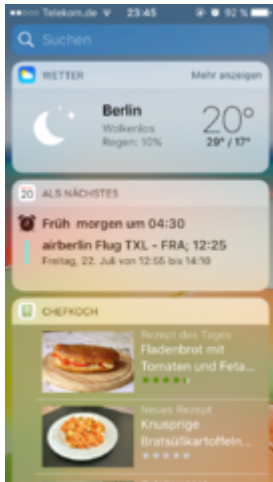 Telekom.de 23:45 92 %
Suchen
WETTER Mehr anzeigen
Berlin
Wolkenlos
Regen: 10%
20°
29° / 17°
20 ALS NÄCHSTES
Früh morgen um 04:30
airberlin Flug TXL - FRA; 12:25
Freitag, 22. Juli von 12:55 bis 14:10
CHEFKOCH
Rezept des Tages
Fladenbrot mit
Tomaten und Feta...
Neues Rezept
Knusprige
Bratsüßkartoffeln...